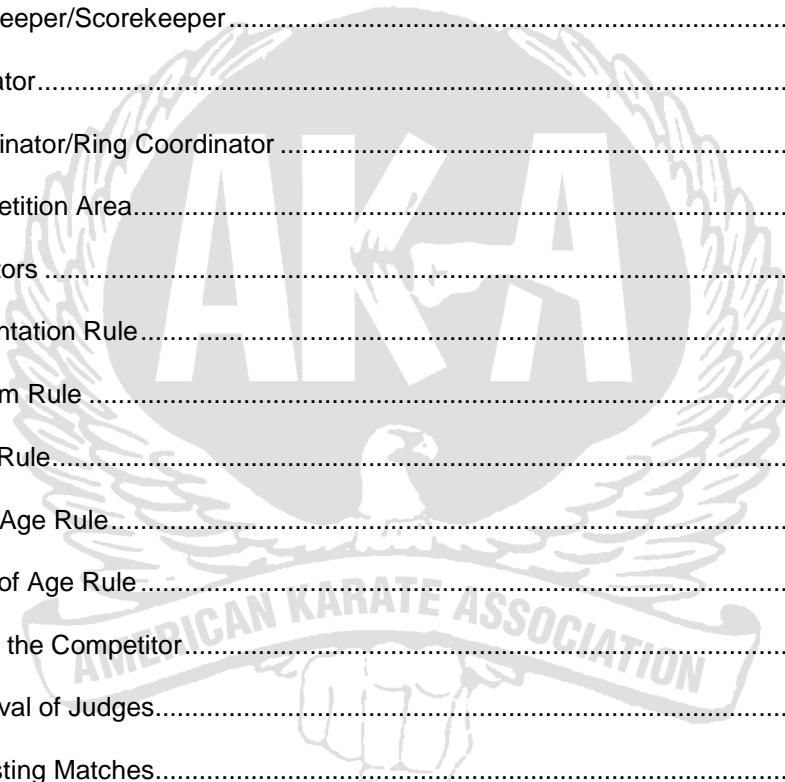 eeper/Scorekeeper..............................................................................
ator..............................................................................
inator/Ring Coordinator ..............................................................................
etition Area..............................................................................
tors ..............................................................................
ntation Rule..............................................................................
m Rule ..............................................................................
Rule..............................................................................
Age Rule..............................................................................
of Age Rule..............................................................................
the Competitor..............................................................................
val of Judges..............................................................................
sting Matches..............................................................................
AKA
AMERICAN KARATE ASSOCIATION